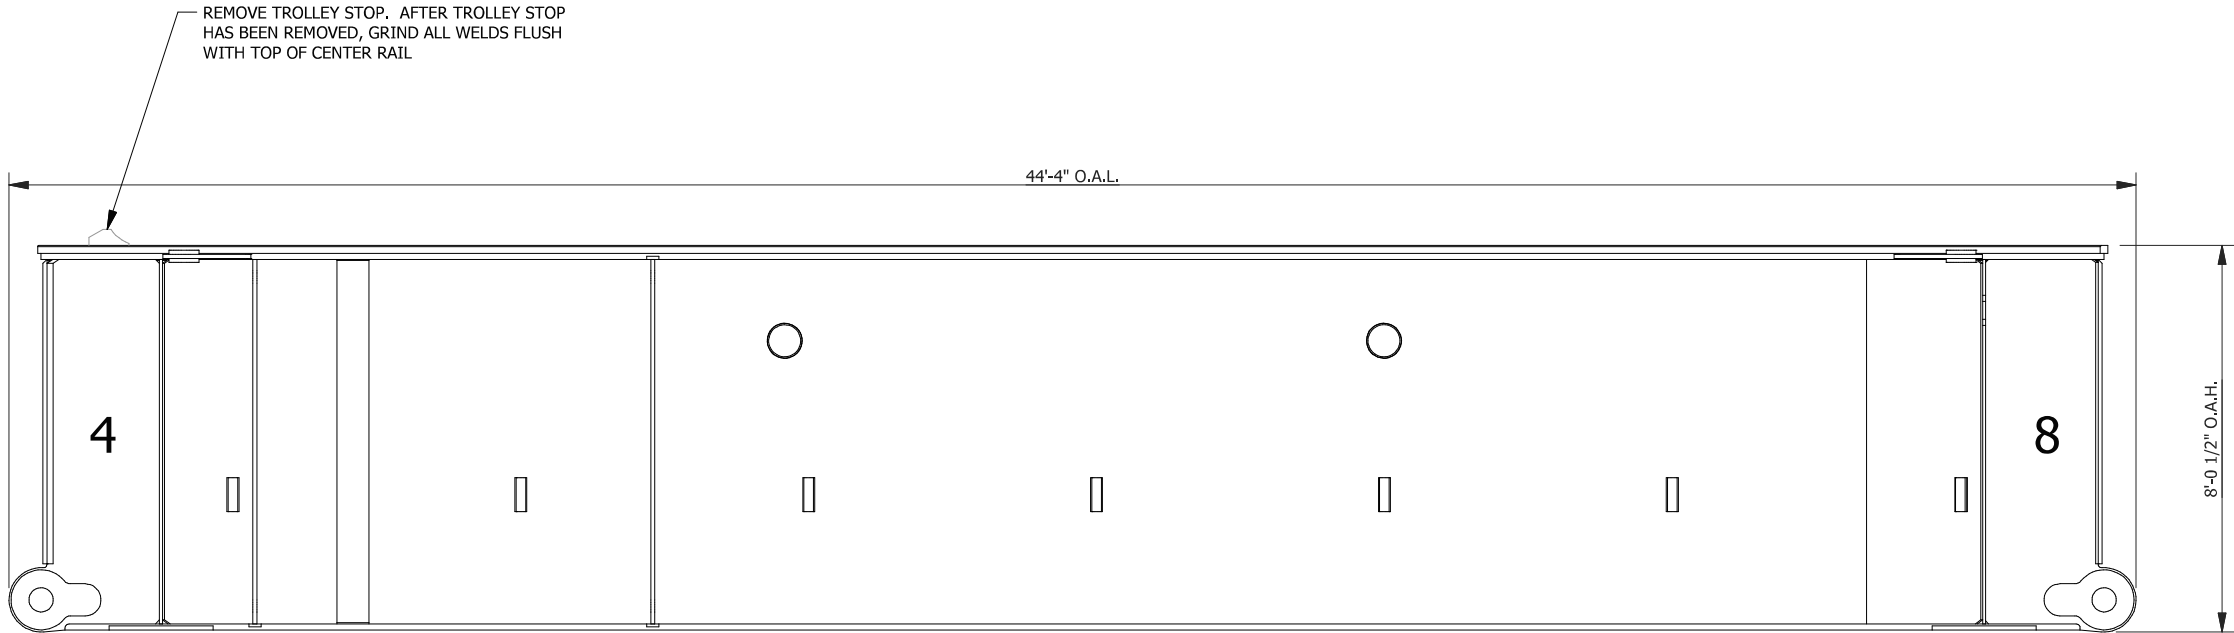 REMOVE TROLLEY STOP. AFTER TROLLEY STOP
HAS BEEN REMOVED, GRIND ALL WELDS FLUSH
WITH TOP OF CENTER RAIL
44'-4" O.A.L.
4
8
8'-0 1/2" O.A.H.